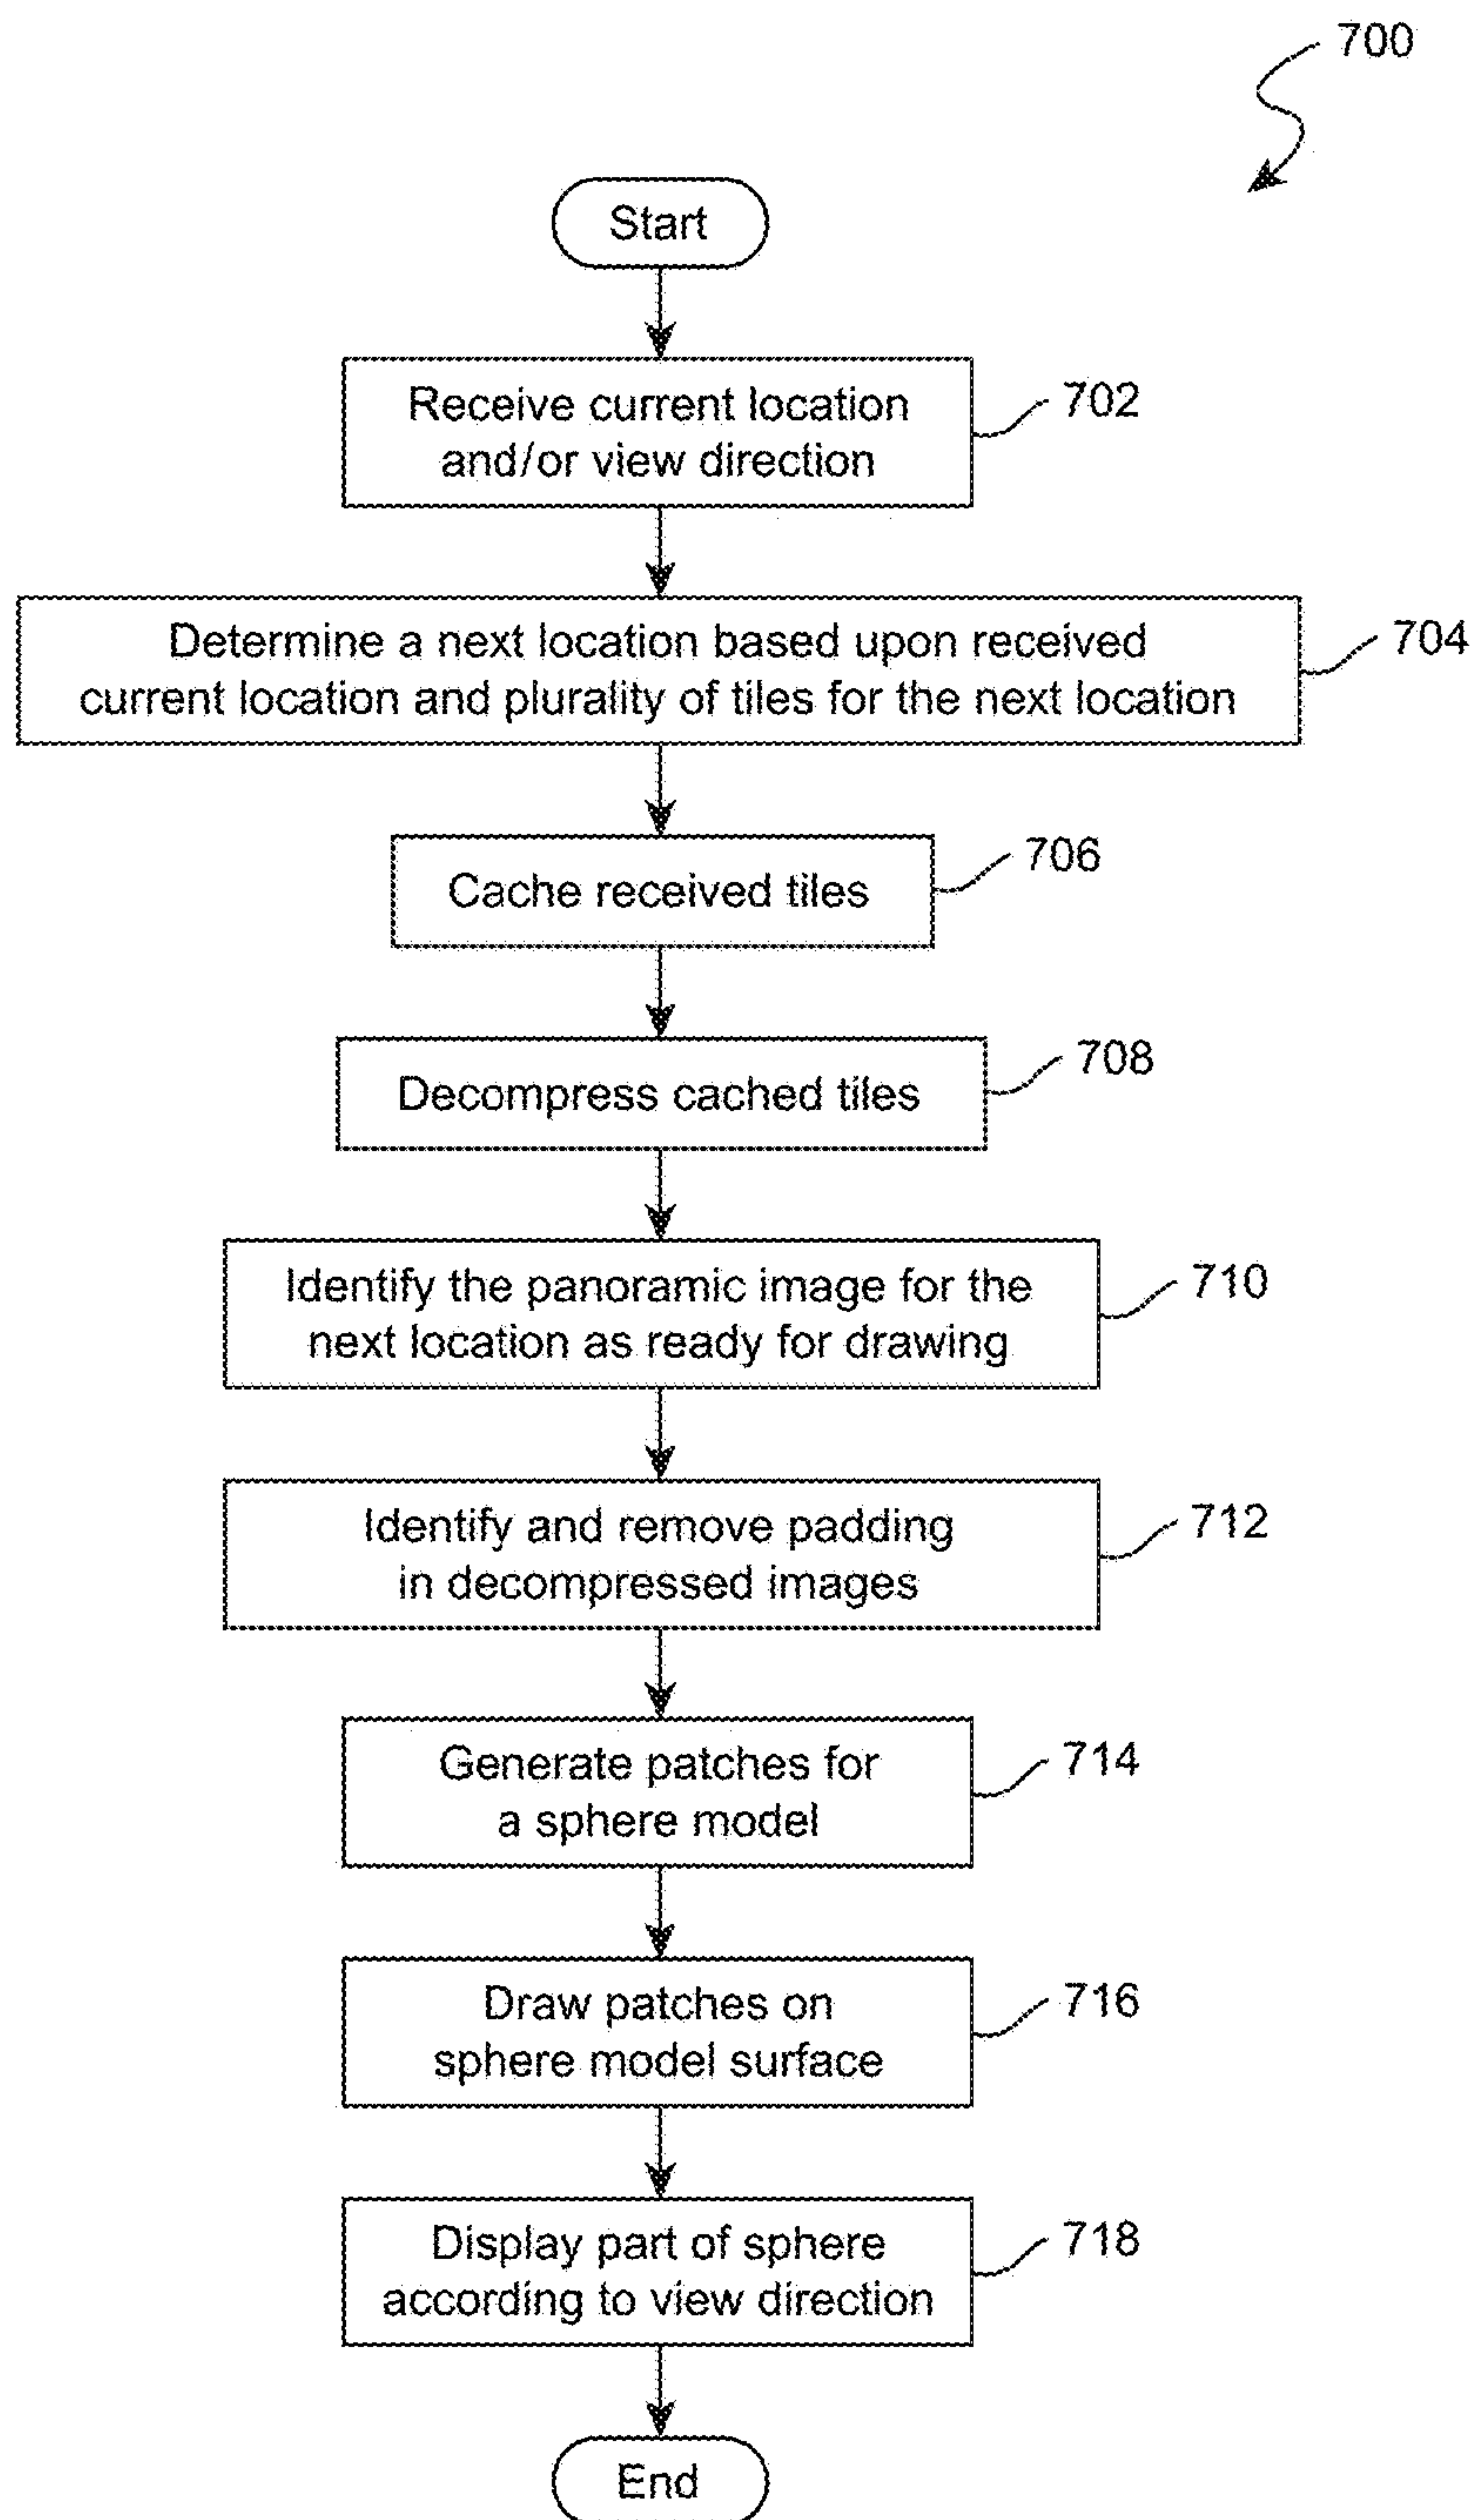 700
Start
Receive current location
and/or view direction
702
Determine a next location based upon received
current location and plurality of tiles for the next location
704
Cache received tiles
706
Decompress cached tiles
708
Identify the panoramic image for the
next location as ready for drawing
710
Identify and remove padding
in decompressed images
712
Generate patches for
a sphere model
714
Draw patches on
sphere model surface
716
Display part of sphere
according to view direction
718
End